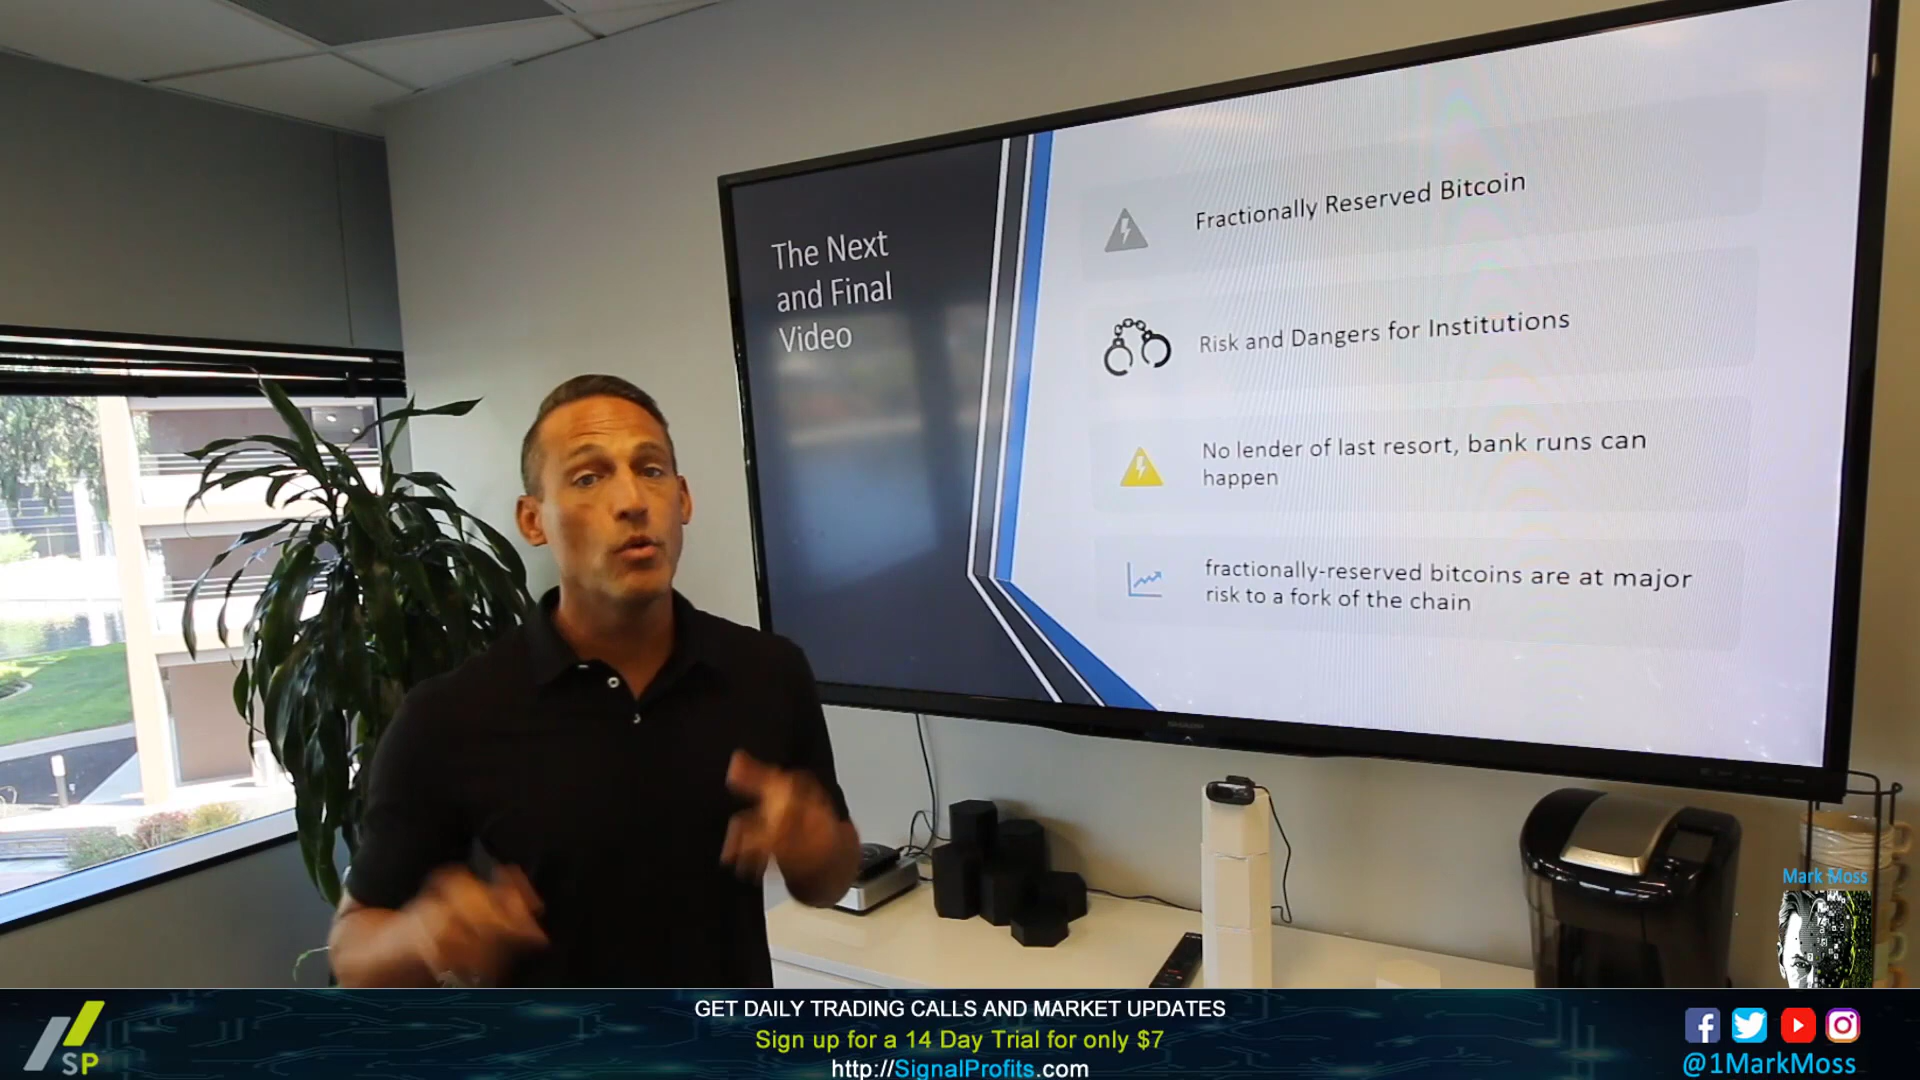 The Next
and Final
Video
Fractionally Reserved Bitcoin
Risk and Dangers for Institutions
No lender of last resort, bank runs can
happen
fractionally-reserved bitcoins are at major
risk to a fork of the chain
SHARP
Mark Moss
SP
GET DAILY TRADING CALLS AND MARKET UPDATES
Sign up for a 14 Day Trial for only $7
http://SignalProfits.com
@1MarkMoss